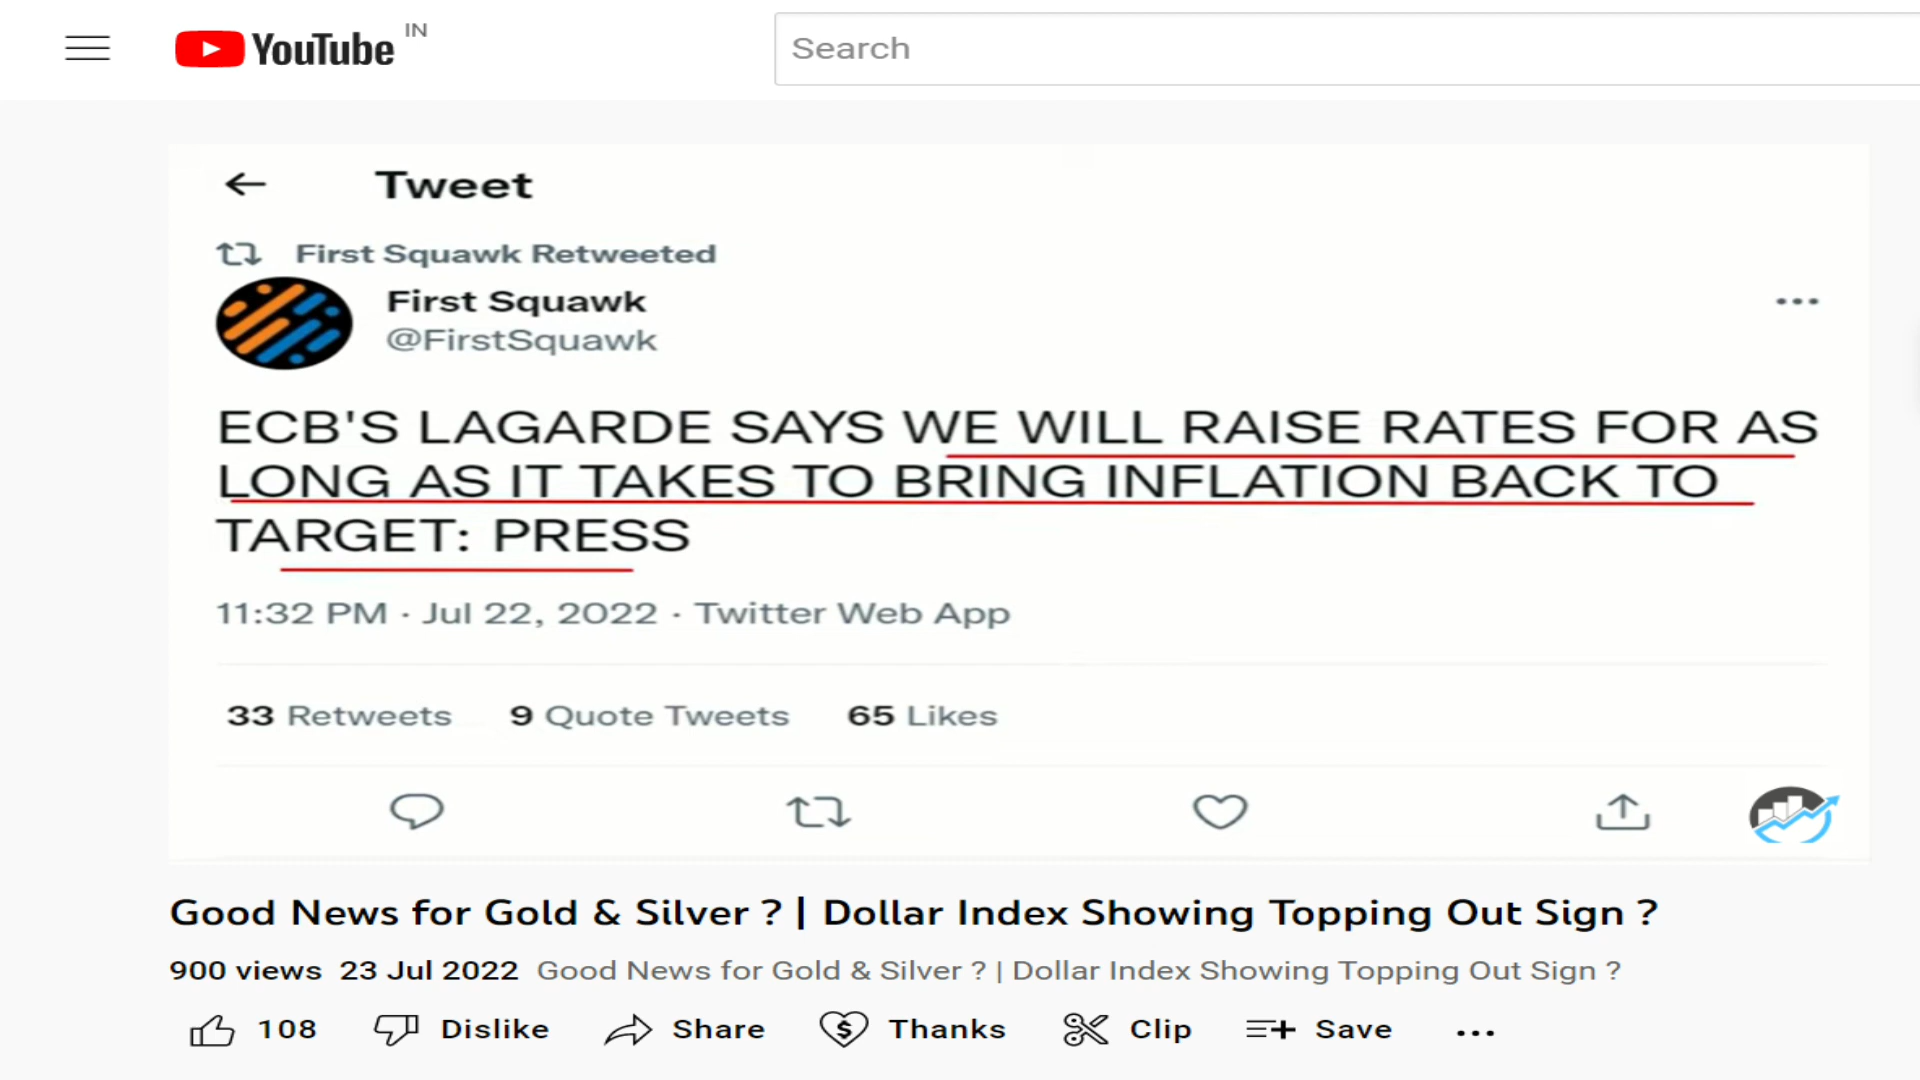 YouTube IN
Search
Tweet
First Squawk Retweeted
First Squawk
@FirstSquawk
ECB'S LAGARDE SAYS WE WILL RAISE RATES FOR AS
LONG AS IT TAKES TO BRING INFLATION BACK TO
TARGET: PRESS
11:32 PM · Jul 22, 2022 · Twitter Web App
33 Retweets 9 Quote Tweets 65 Likes
Good News for Gold & Silver ? | Dollar Index Showing Topping Out Sign ?
900 views 23 Jul 2022 Good News for Gold & Silver ? | Dollar Index Showing Topping Out Sign ?
108 Dislike Share Thanks Clip Save